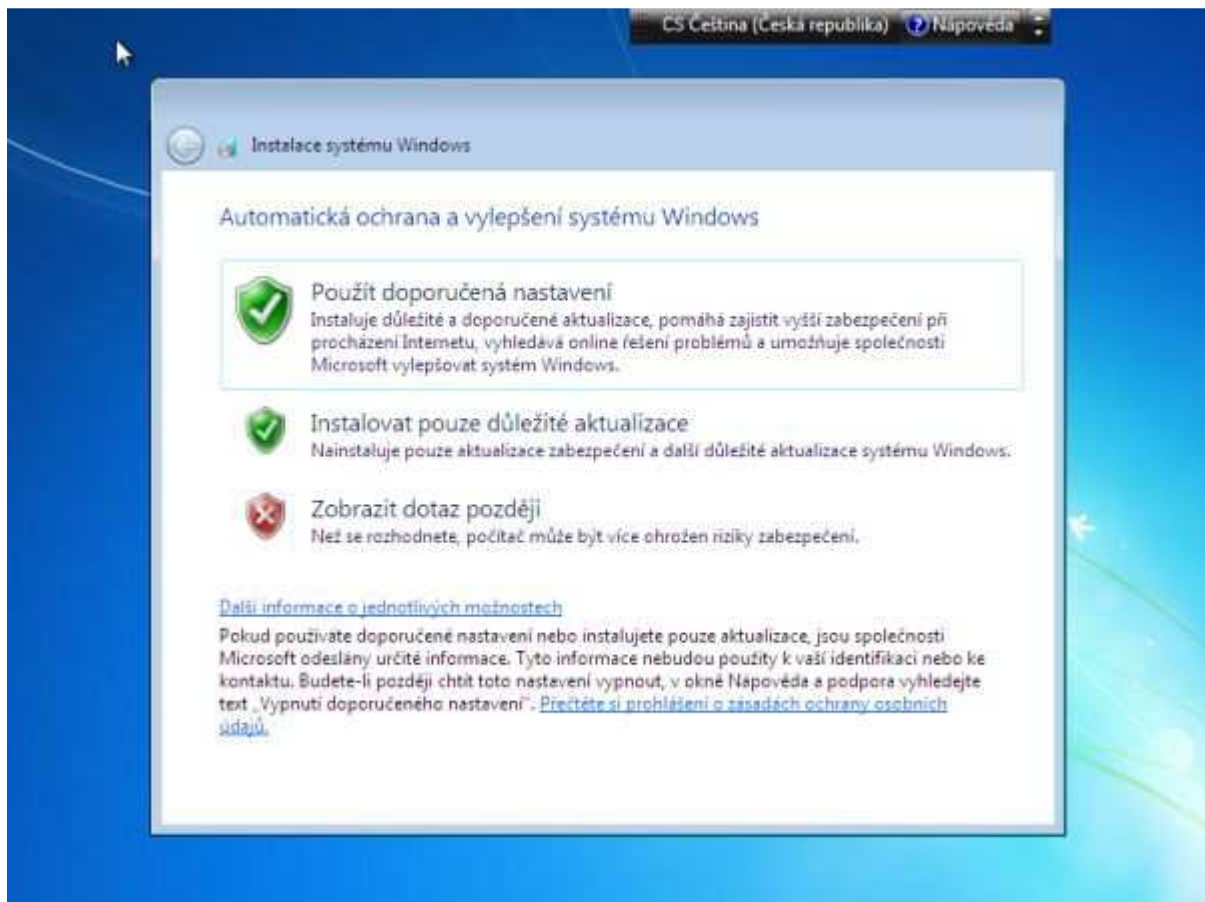 CS Čeština (Česká republika) Nápověda
Instalace systému Windows
Automatická ochrana a vylepšení systému Windows
Použít doporučená nastavení
Instaluje důležité a doporučené aktualizace, pomáhá zajistit vyšší zabezpečení při
procházení Internetu, vyhledává online řešení problémů a umožňuje společnosti
Microsoft vylepšovat systém Windows.
Instalovat pouze důležité aktualizace
Nainstaluje pouze aktualizace zabezpečení a další důležité aktualizace systému Windows.
Zobrazit dotaz později
Než se rozhodnete, počítač může být více ohrožen riziky zabezpečení.
Další informace o jednotlivých možnostech
Pokud používáte doporučené nastavení nebo instalujete pouze aktualizace, jsou společnosti
Microsoft odeslány určité informace. Tyto informace nebudou použity k vaší identifikaci nebo ke
kontaktu. Budete-li později chtít toto nastavení vypnout, v okně Nápověda a podpora vyhledejte
text „Vypnutí doporučeného nastavení“. Přečtěte si prohlášení o zásadách ochrany osobních
údajů.